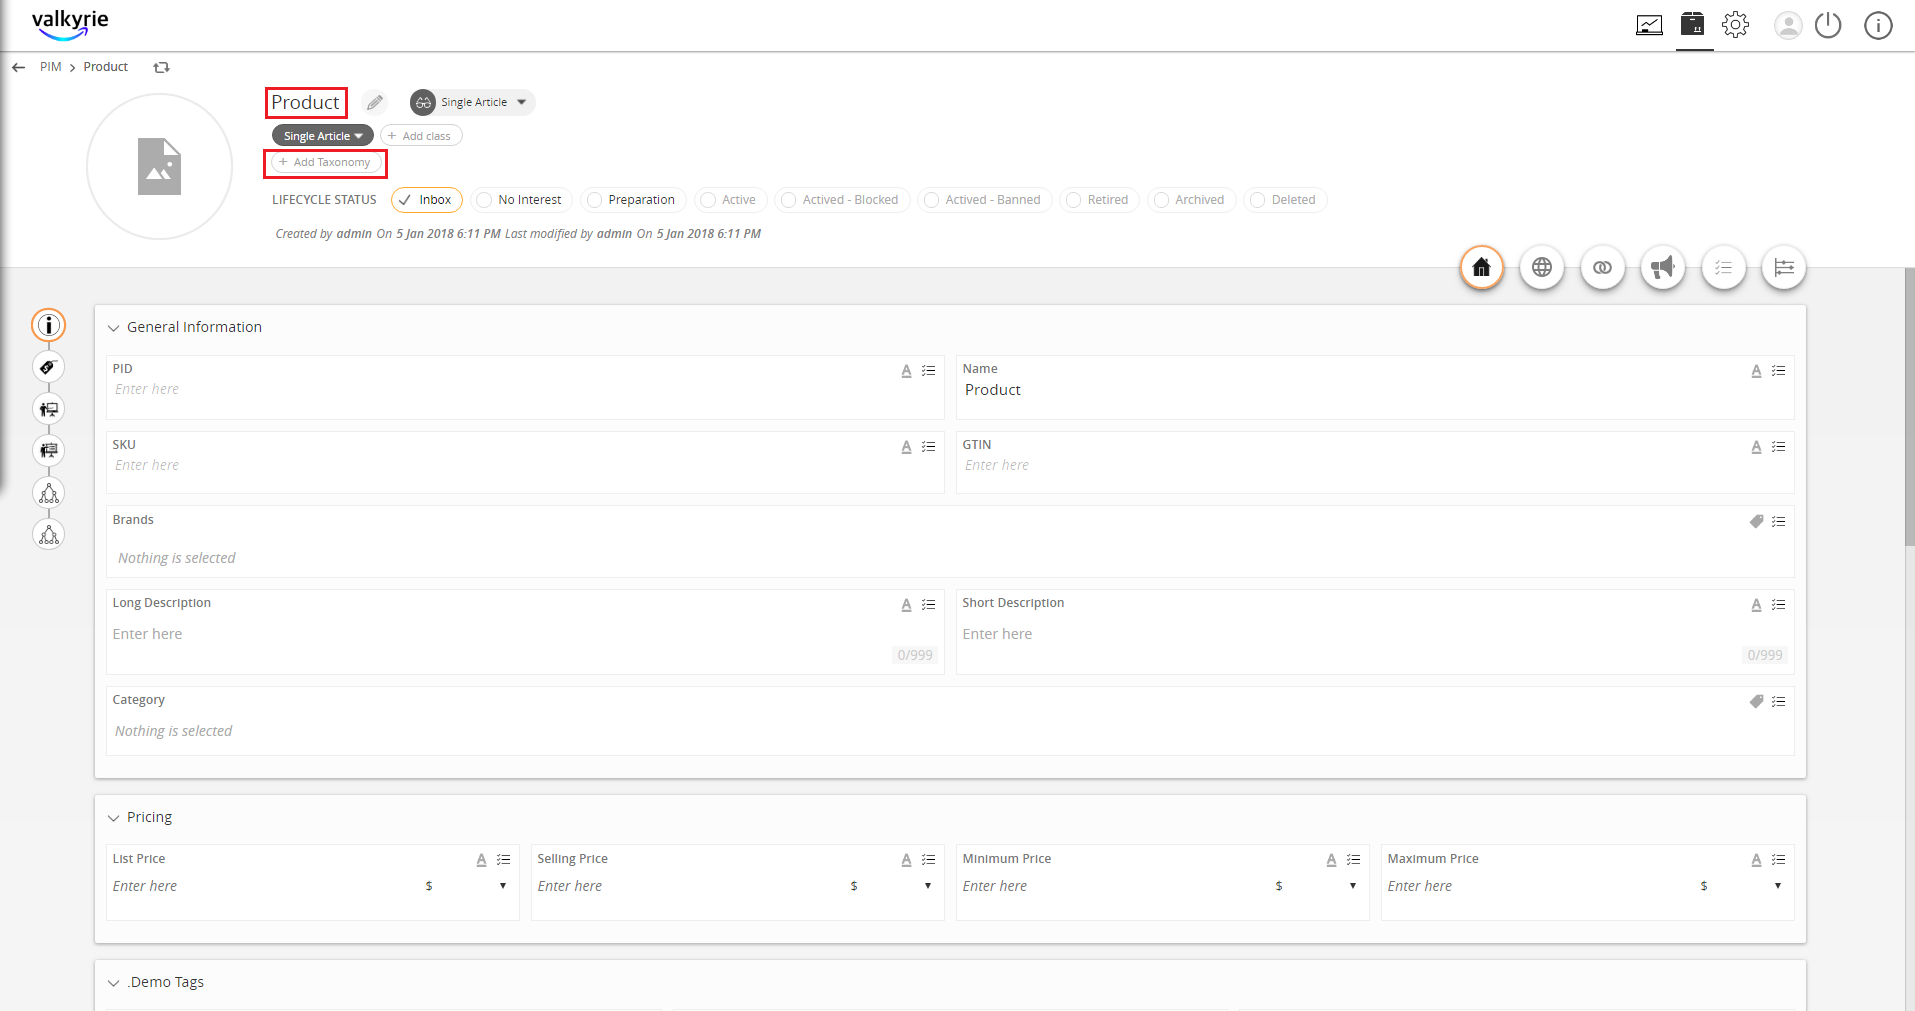 valkyrie
PIM > Product
Product Single Article
Single Article + Add class
+ Add Taxonomy
LIFECYCLE STATUS Inbox No Interest Preparation Active Actived - Blocked Actived - Banned Retired Archived Deleted
Created by admin On 5 Jan 2018 6:11 PM Last modified by admin On 5 Jan 2018 6:11 PM
General Information
PID A Name A
Enter here Product
SKU A GTIN A
Enter here Enter here
Brands
Nothing is selected
Long Description A Short Description A
Enter here Enter here
0/999 0/999
Category
Nothing is selected
Pricing
List Price A Selling Price A Minimum Price A Maximum Price A
Enter here $ Enter here $ Enter here $ Enter here $
.Demo Tags